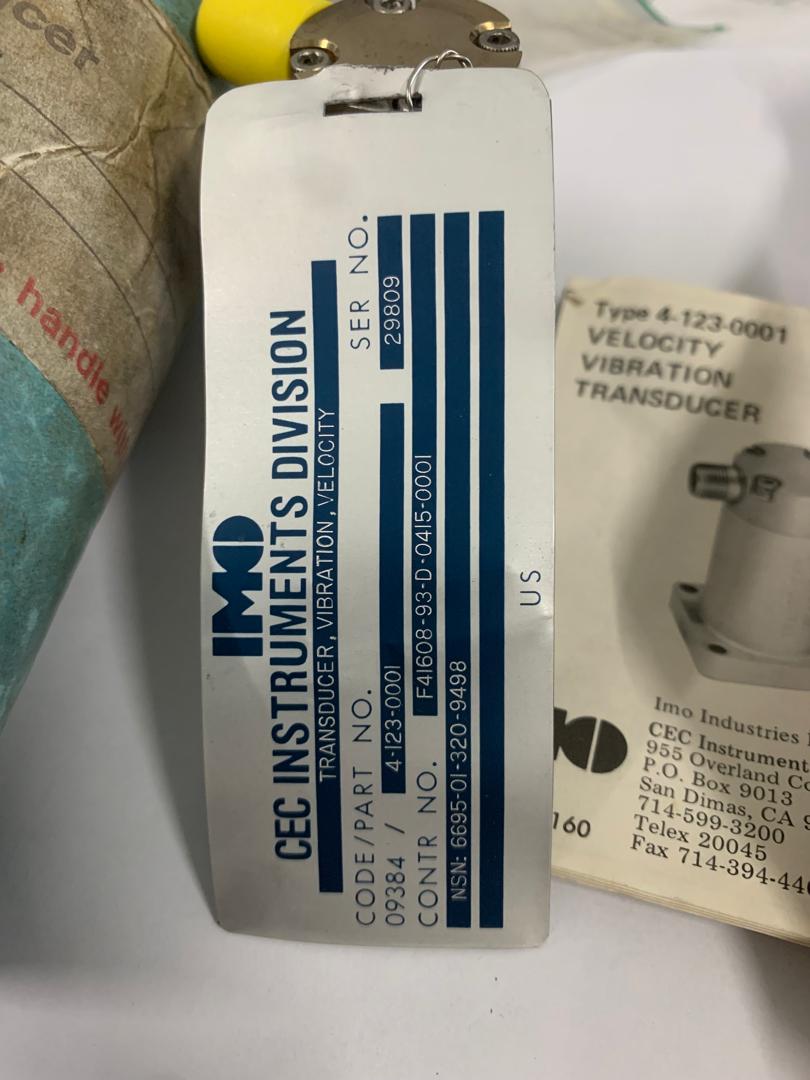 IMO
CEC INSTRUMENTS DIVISION
TRANSDUCER, VIBRATION, VELOCITY
CODE/PART NO. SER NO.
09384 / 4-123-0001 29809
CONTR NO. F41608-93-D-0415-0001
NSN: 6695-01-320-9498
US
Type 4-123-0001
VELOCITY
VIBRATION
TRANSDUCER
Imo Industries
CEC Instrument
955 Overland
P.O. Box 9013
San Dimas, CA
714-599-3200
Telex 20045
Fax 714-394-44
160
handle